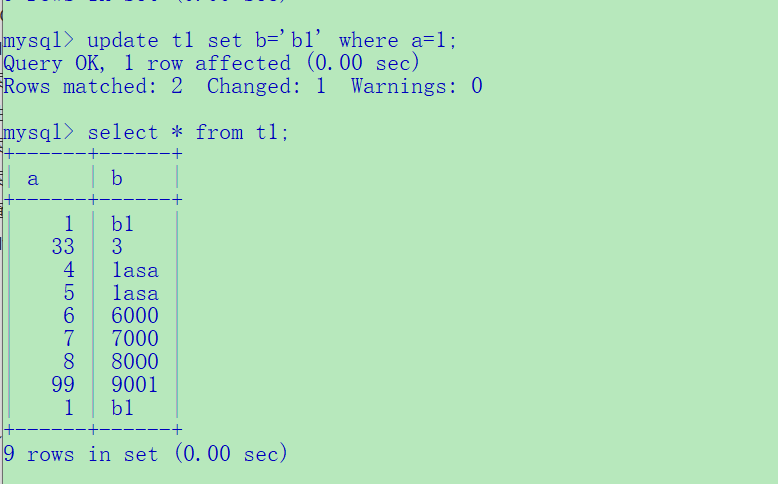 mysql> update t1 set b='b1' where a=1;
Query OK, 1 row affected (0.00 sec)
Rows matched: 2  Changed: 1  Warnings: 0
mysql> select * from t1;
+------+------+
| a    | b    |
+------+------+
|    1 | b1   |
|   33 | 3    |
|    4 | lasa |
|    5 | lasa |
|    6 | 6000 |
|    7 | 7000 |
|    8 | 8000 |
|   99 | 9001 |
|    1 | b1   |
+------+------+
9 rows in set (0.00 sec)